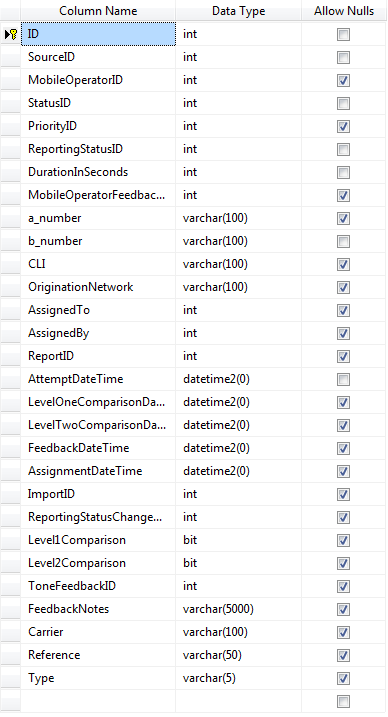 Column Name Data Type Allow Nulls
ID int
SourceID int
MobileOperatorID int
StatusID int
PriorityID int
ReportingStatusID int
DurationInSeconds int
MobileOperatorFeedbac... int
a_number varchar(100)
b_number varchar(100)
CLI varchar(100)
OriginationNetwork varchar(100)
AssignedTo int
AssignedBy int
ReportID int
AttemptDateTime datetime2(0)
LevelOneComparisonDa... datetime2(0)
LevelTwoComparisonDa... datetime2(0)
FeedbackDateTime datetime2(0)
AssignmentDateTime datetime2(0)
ImportID int
ReportingStatusChange... int
Level1Comparison bit
Level2Comparison bit
ToneFeedbackID int
FeedbackNotes varchar(5000)
Carrier varchar(100)
Reference varchar(50)
Type varchar(5)